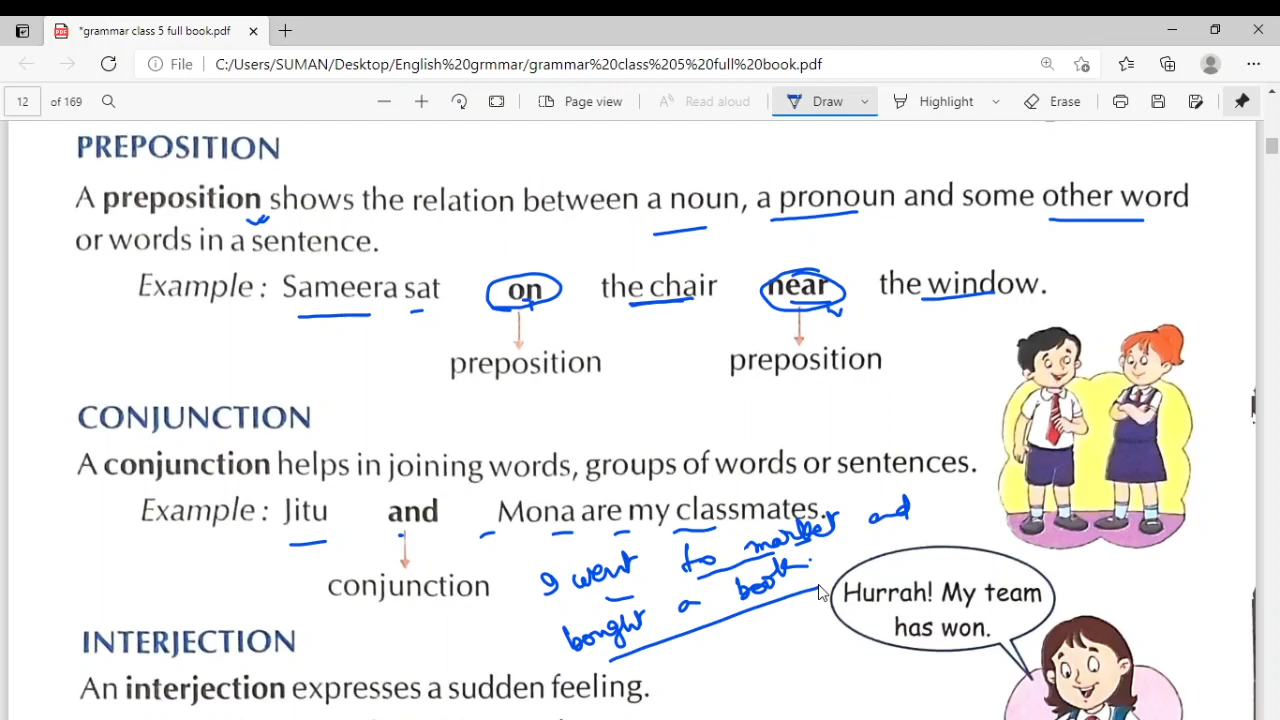 *grammar class 5 full book.pdf
File C:/Users/SUMAN/Desktop/English%20grmmar/grammar%20class%205%20full%20book.pdf
12 of 169 Page view Read aloud Draw Highlight Erase
PREPOSITION
A preposition shows the relation between a noun, a pronoun and some other word
or words in a sentence.
Example : Sameera sat on the chair near the window.
preposition preposition
CONJUNCTION
A conjunction helps in joining words, groups of words or sentences.
Example : Jitu and Mona are my classmates.
conjunction
I went to market and
bought a book.
Hurrah! My team
has won.
INTERJECTION
An interjection expresses a sudden feeling.